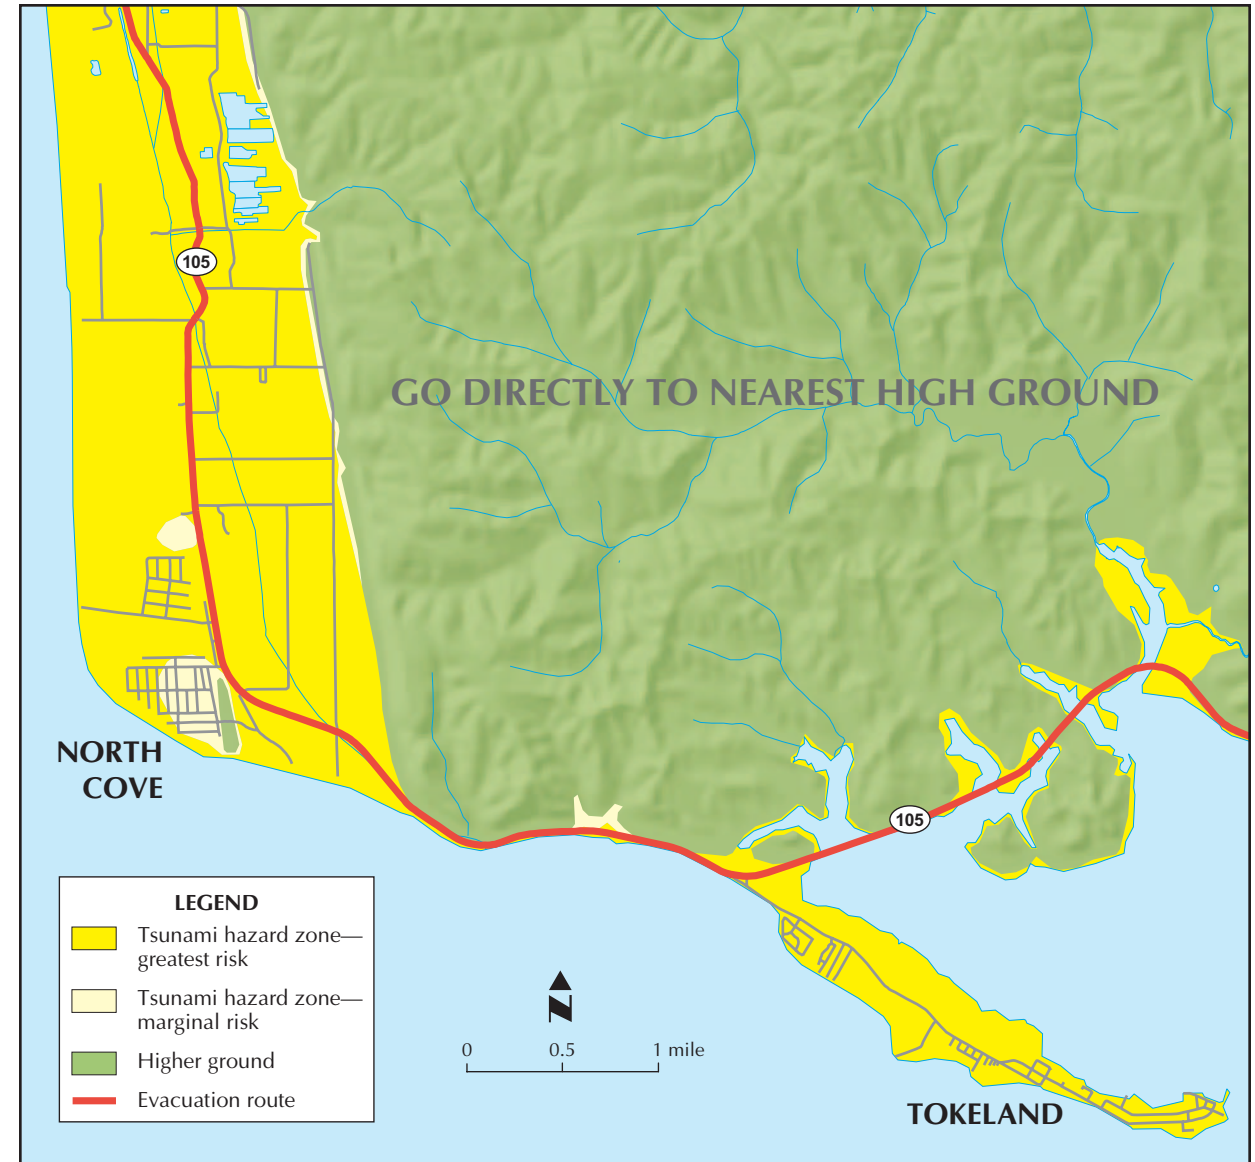 105
GO DIRECTLY TO NEAREST HIGH GROUND
NORTH
COVE
105
LEGEND
Tsunami hazard zone—
greatest risk
Tsunami hazard zone—
marginal risk
Higher ground
Evacuation route
N
0 0.5 1 mile
TOKELAND